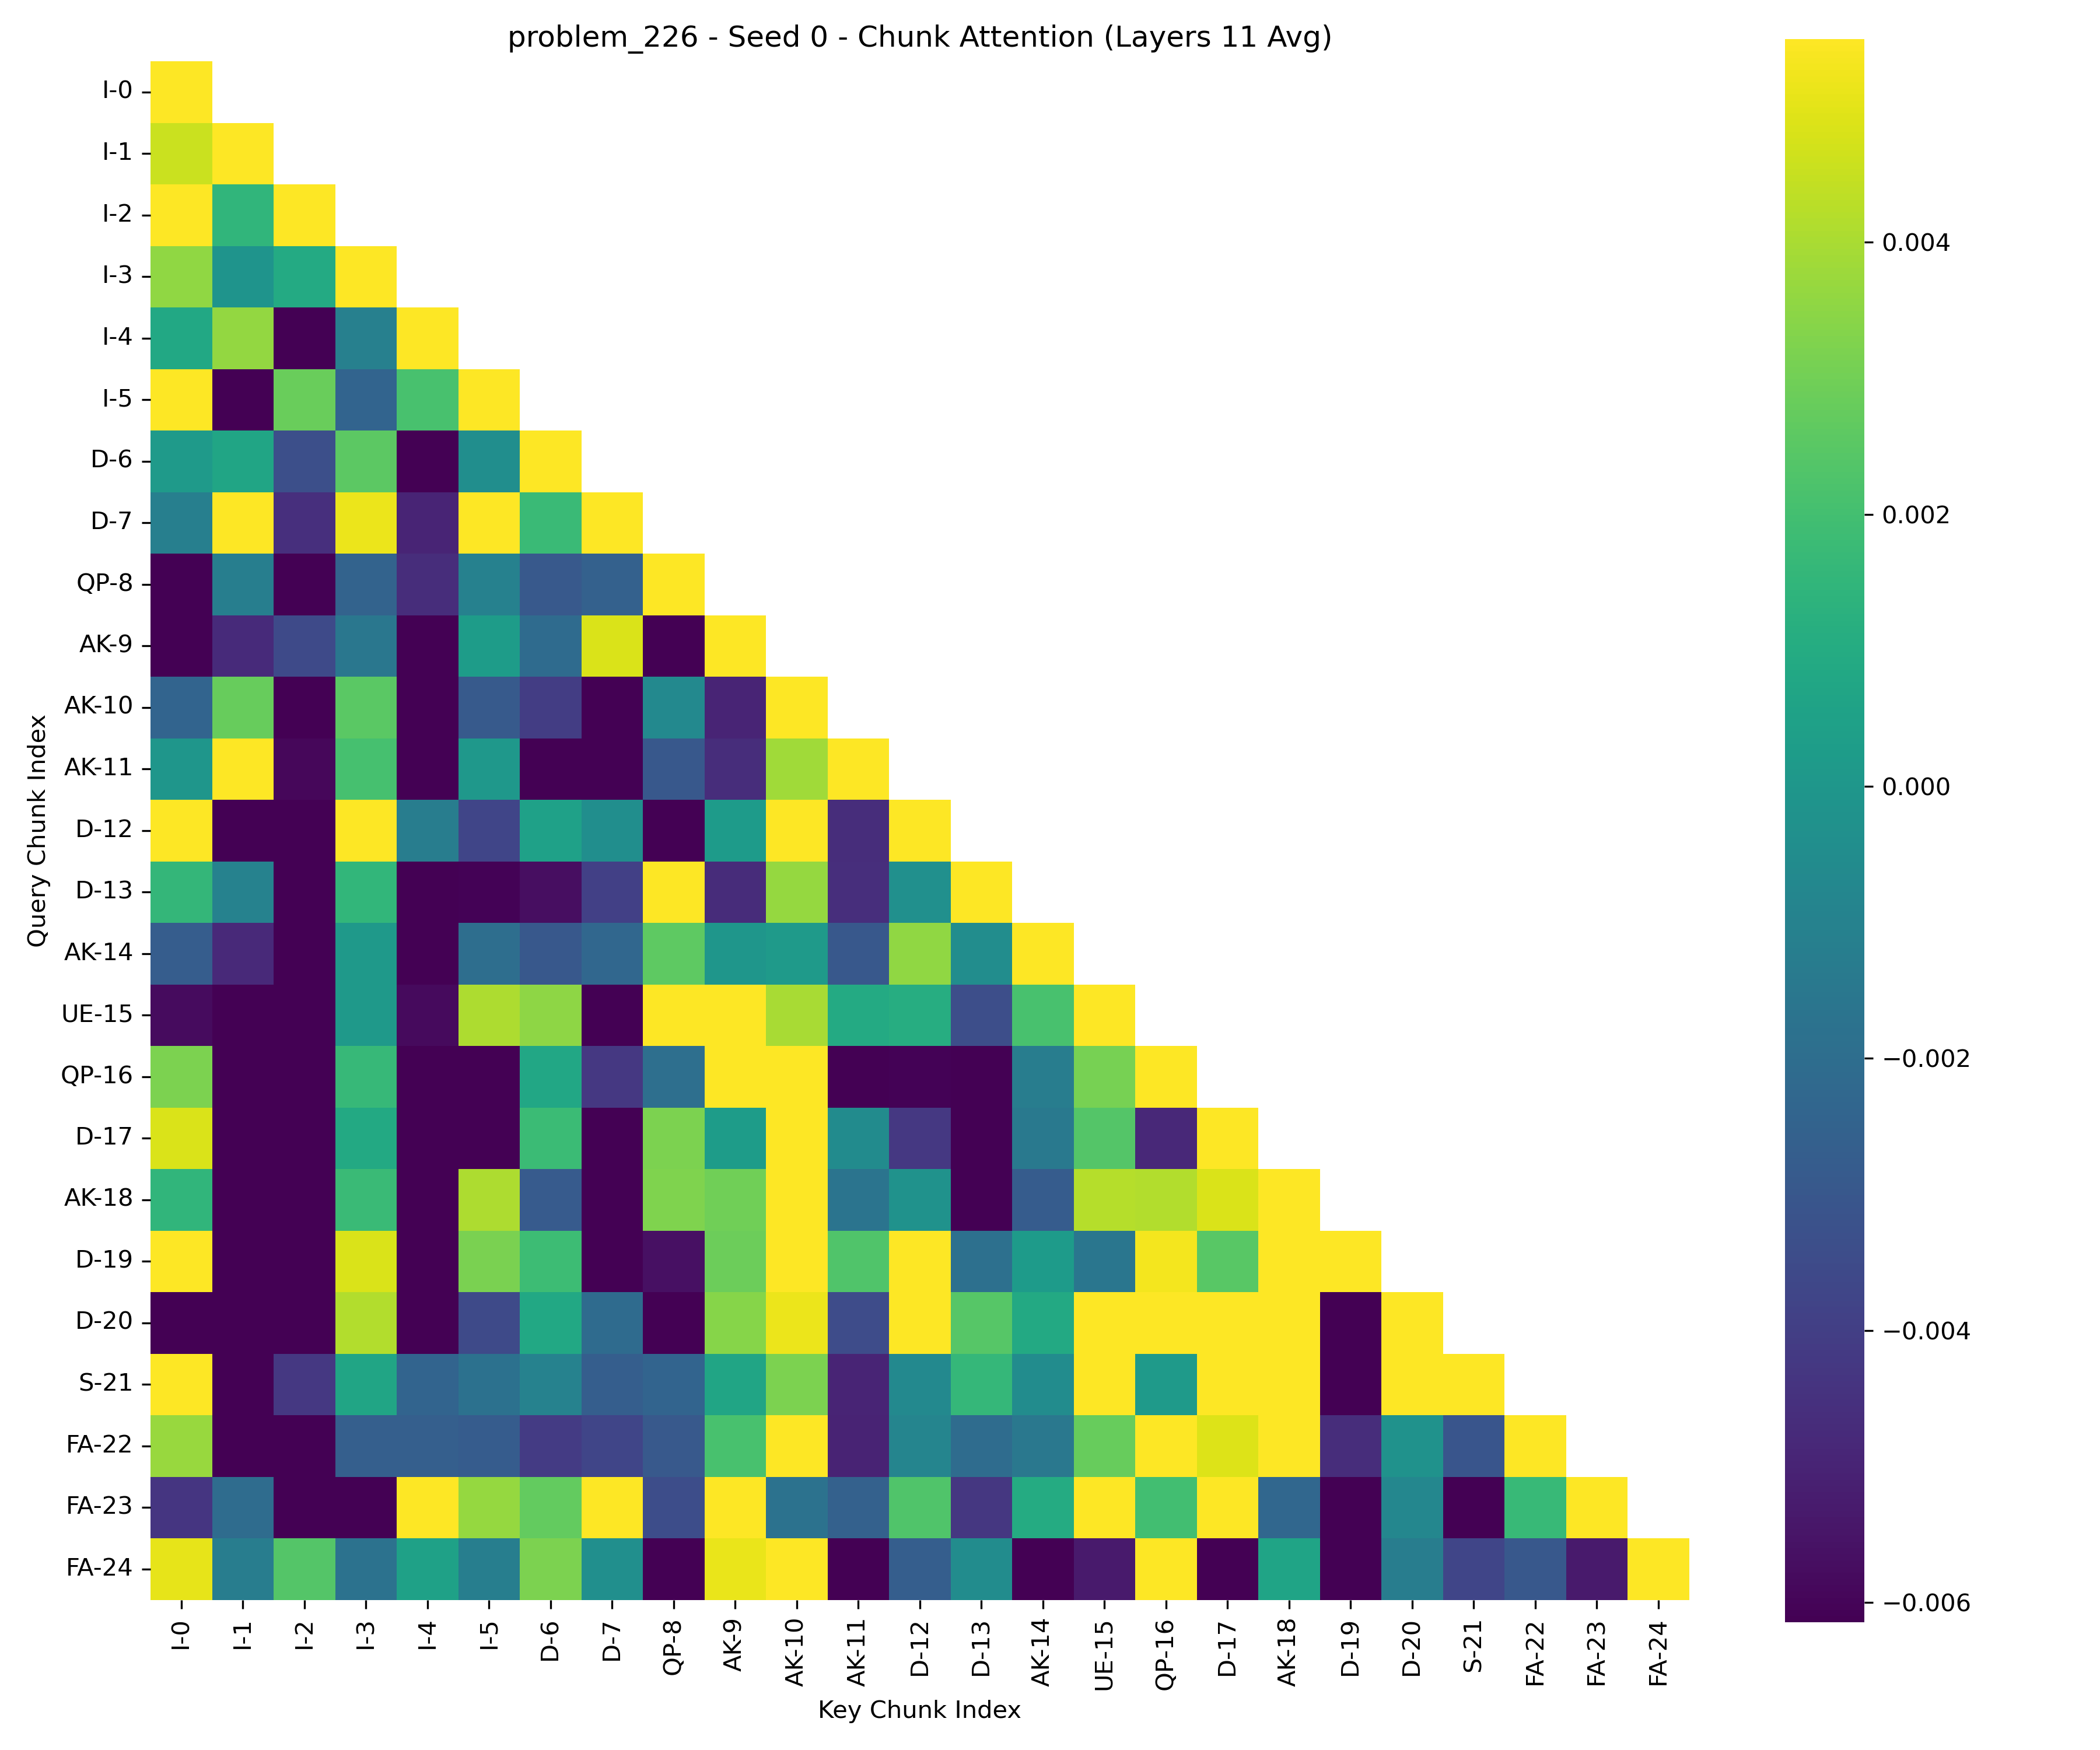 problem_226 - Seed 0 - Chunk Attention (Layers 11 Avg)
Query Chunk Index
I-0
I-1
I-2
I-3
I-4
I-5
D-6
D-7
QP-8
AK-9
AK-10
AK-11
D-12
D-13
AK-14
UE-15
QP-16
D-17
AK-18
D-19
D-20
S-21
FA-22
FA-23
FA-24
I-0
I-1
I-2
I-3
I-4
I-5
D-6
D-7
QP-8
AK-9
AK-10
AK-11
D-12
D-13
AK-14
UE-15
QP-16
D-17
AK-18
D-19
D-20
S-21
FA-22
FA-23
FA-24
Key Chunk Index
0.004
0.002
0.000
−0.002
−0.004
−0.006